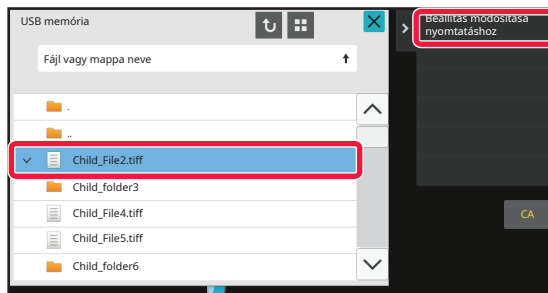 USB memória
Fájl vagy mappa neve
.
..
Child_File2.tiff
Child_folder3
Child_File4.tiff
Child_File5.tiff
Child_folder6
Beállítás módosítása
nyomtatáshoz
CA